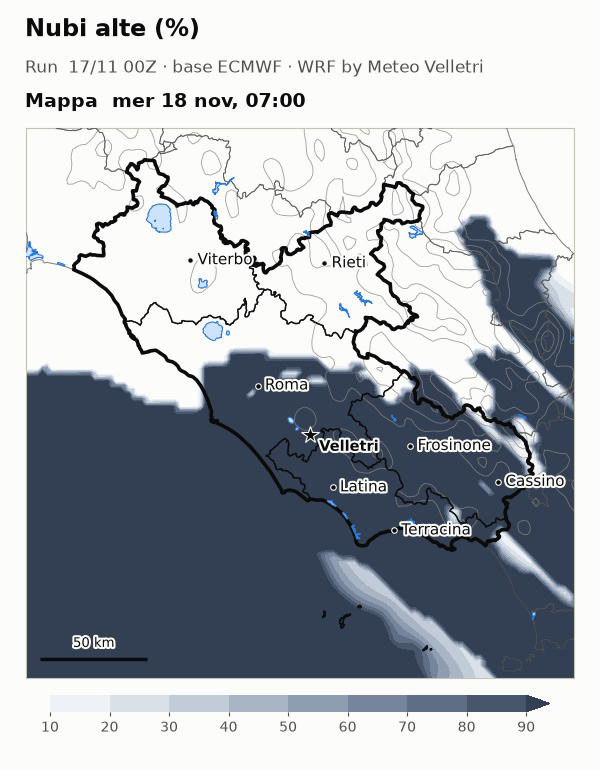 Nubi alte (%)
Run 17/11 00Z · base ECMWF · WRF by Meteo Velletri
Mappa mer 18 nov, 07:00
Viterbo
Rieti
Roma
Velletri
Frosinone
Cassino
Latina
Terracina
50 km
10 20 30 40 50 60 70 80 90